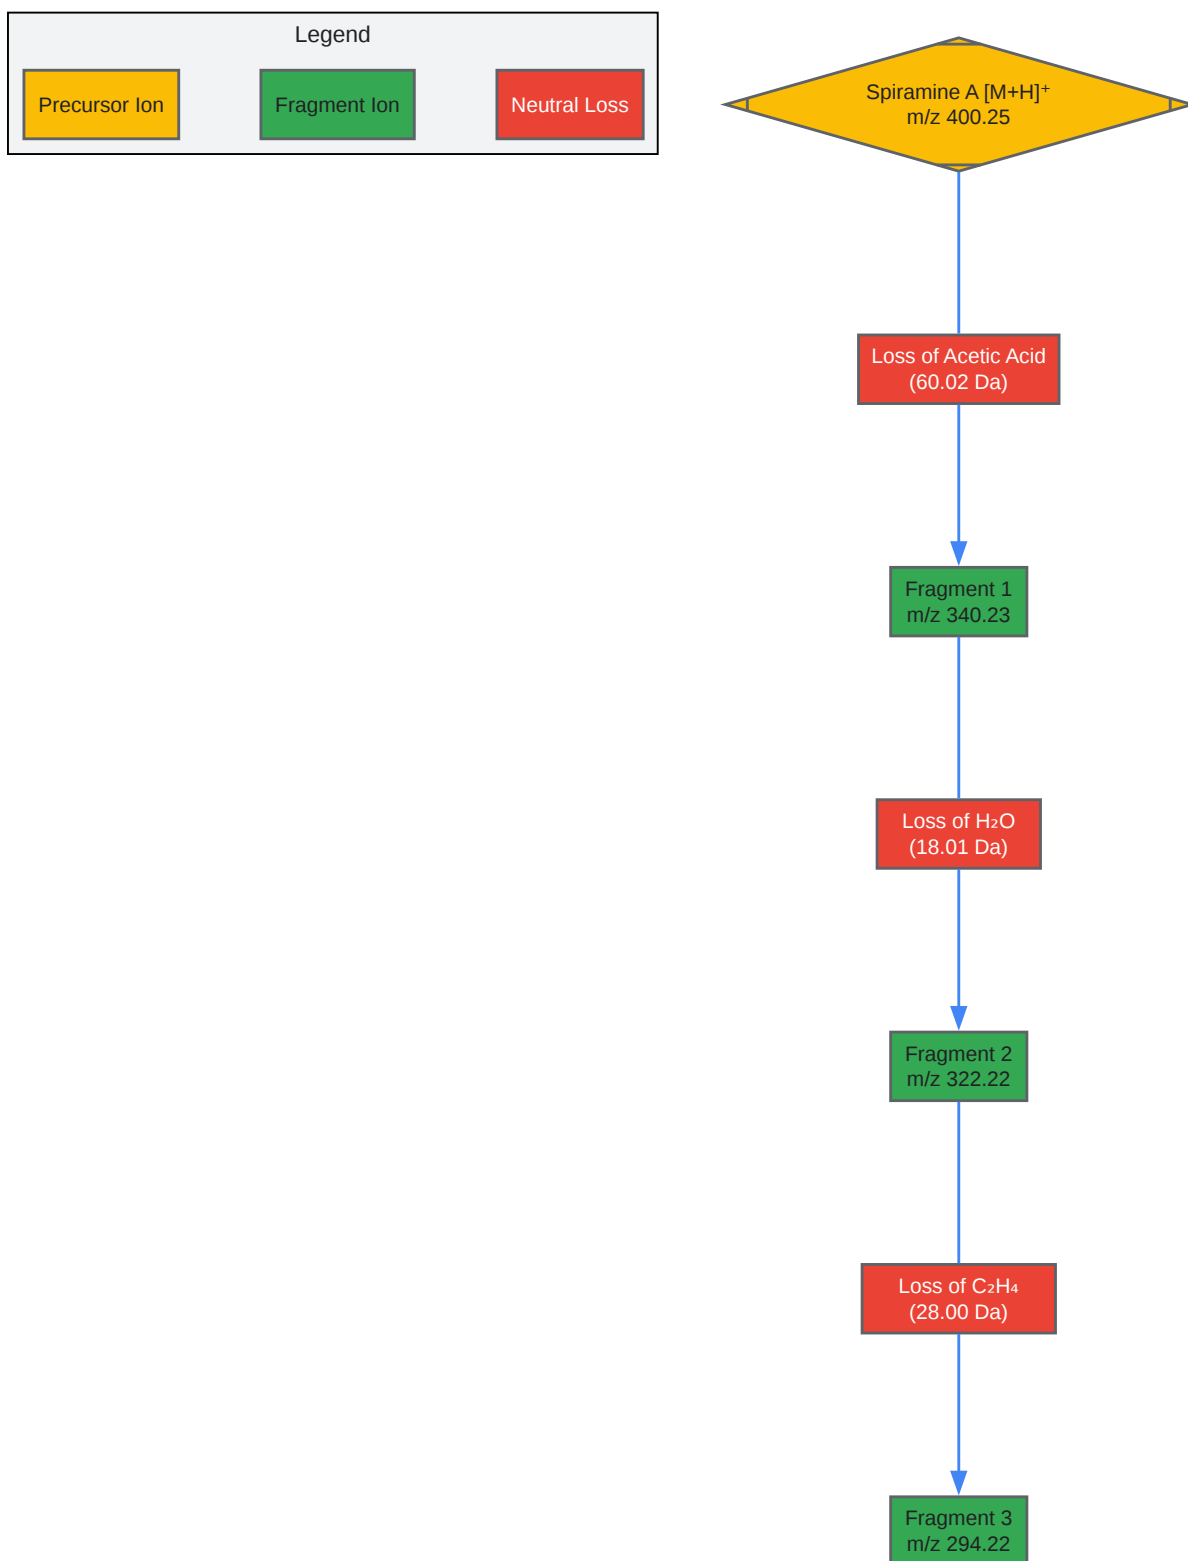 Legend
Precursor Ion
Fragment Ion
Neutral Loss
Spiramine A [M+H]⁺
m/z 400.25
Loss of Acetic Acid
(60.02 Da)
Fragment 1
m/z 340.23
Loss of H₂O
(18.01 Da)
Fragment 2
m/z 322.22
Loss of C₂H₄
(28.00 Da)
Fragment 3
m/z 294.22